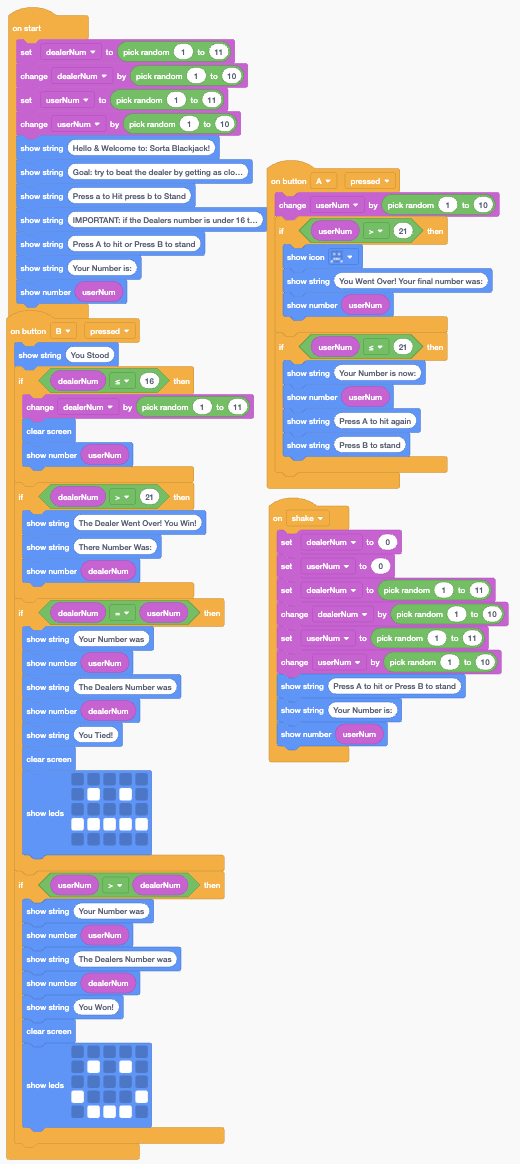 on start
set dealerNum to pick random 1 to 11
change dealerNum by pick random 1 to 10
set userNum to pick random 1 to 11
change userNum by pick random 1 to 10
show string Hello & Welcome to: Sorta Blackjack!
show string Goal: try to beat the dealer by getting as clo...
show string Press a to Hit press b to Stand
show string IMPORTANT: if the Dealers number is under 16 t...
show string Press A to hit or Press B to stand
show string Your Number is:
show number userNum
on button B pressed
show string You Stood
if dealerNum ≤ 16 then
change dealerNum by pick random 1 to 11
clear screen
show number userNum
if dealerNum > 21 then
show string The Dealer Went Over! You Win!
show string There Number Was:
show number dealerNum
if dealerNum = userNum then
show string Your Number was
show number userNum
show string The Dealers Number was
show number dealerNum
show string You Tied!
clear screen
show leds
if userNum > dealerNum then
show string Your Number was
show number userNum
show string The Dealers Number was
show number dealerNum
show string You Won!
clear screen
show leds
on button A pressed
change userNum by pick random 1 to 10
if userNum > 21 then
show icon
show string You Went Over! Your final number was:
show number userNum
if userNum ≤ 21 then
show string Your Number is now:
show number userNum
show string Press A to hit again
show string Press B to stand
on shake
set dealerNum to 0
set userNum to 0
set dealerNum to pick random 1 to 11
change dealerNum by pick random 1 to 10
set userNum to pick random 1 to 11
change userNum by pick random 1 to 10
show string Press A to hit or Press B to stand
show string Your Number is:
show number userNum